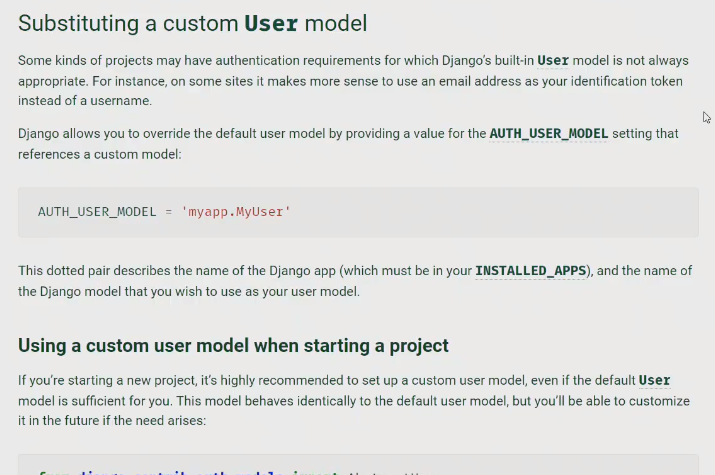 Substituting a custom User model
Some kinds of projects may have authentication requirements for which Django’s built-in User model is not always
appropriate. For instance, on some sites it makes more sense to use an email address as your identification token
instead of a username.
Django allows you to override the default user model by providing a value for the AUTH_USER_MODEL setting that
references a custom model:
AUTH_USER_MODEL = 'myapp.MyUser'
This dotted pair describes the name of the Django app (which must be in your INSTALLED_APPS), and the name of
the Django model that you wish to use as your user model.
Using a custom user model when starting a project
If you’re starting a new project, it’s highly recommended to set up a custom user model, even if the default User
model is sufficient for you. This model behaves identically to the default user model, but you’ll be able to customize
it in the future if the need arises: